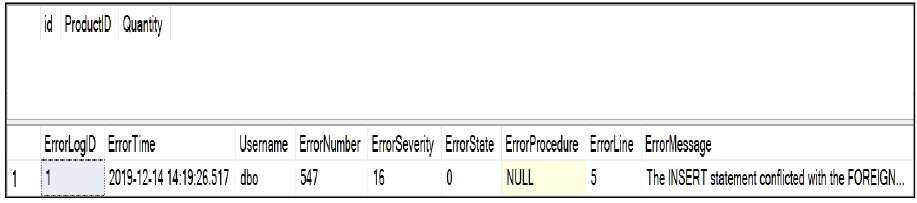 id ProductID Quantity
ErrorLogID ErrorTime Username ErrorNumber ErrorSeverity ErrorState ErrorProcedure ErrorLine ErrorMessage
1 1 2019-12-14 14:19:26.517 dbo 547 16 0 NULL 5 The INSERT statement conflicted with the FOREIGN...